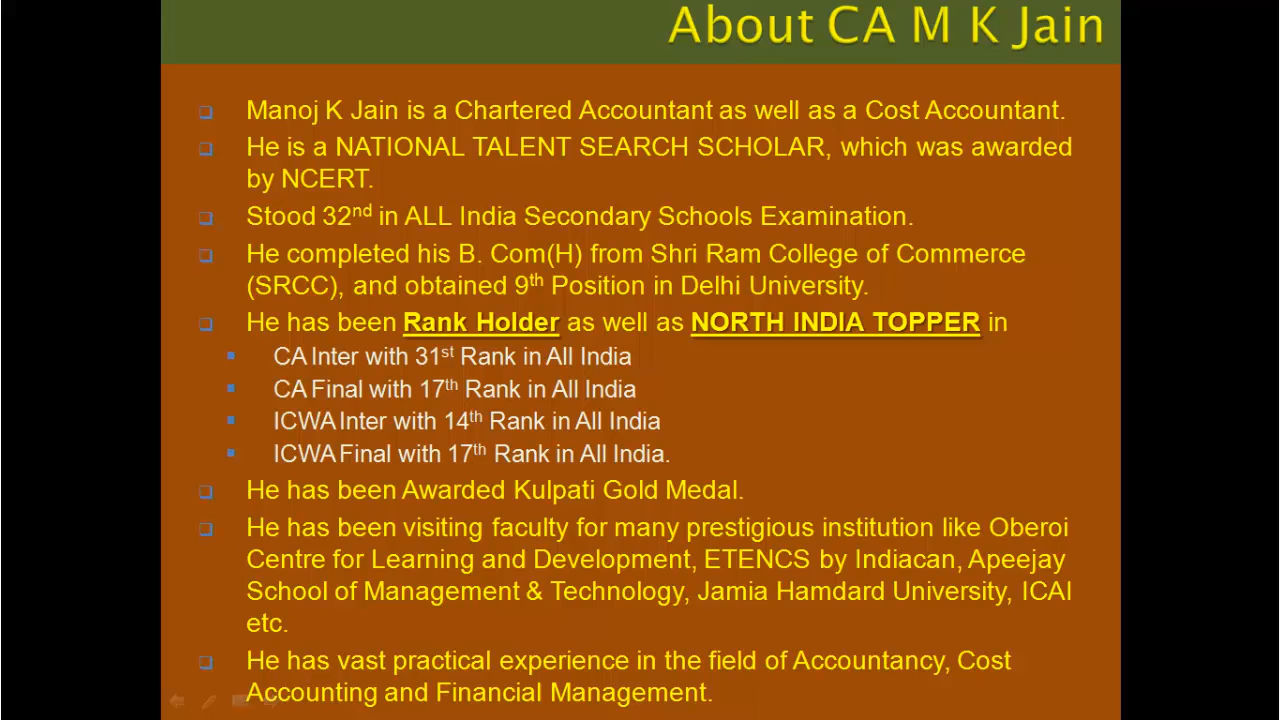 About CA M K Jain
Manoj K Jain is a Chartered Accountant as well as a Cost Accountant.
He is a NATIONAL TALENT SEARCH SCHOLAR, which was awarded
by NCERT.
Stood 32nd in ALL India Secondary Schools Examination.
He completed his B. Com(H) from Shri Ram College of Commerce
(SRCC), and obtained 9th Position in Delhi University.
He has been Rank Holder as well as NORTH INDIA TOPPER in
CA Inter with 31st Rank in All India
CA Final with 17th Rank in All India
ICWA Inter with 14th Rank in All India
ICWA Final with 17th Rank in All India.
He has been Awarded Kulpati Gold Medal.
He has been visiting faculty for many prestigious institution like Oberoi
Centre for Learning and Development, ETENCS by Indiacan, Apeejay
School of Management & Technology, Jamia Hamdard University, ICAI
etc.
He has vast practical experience in the field of Accountancy, Cost
Accounting and Financial Management.